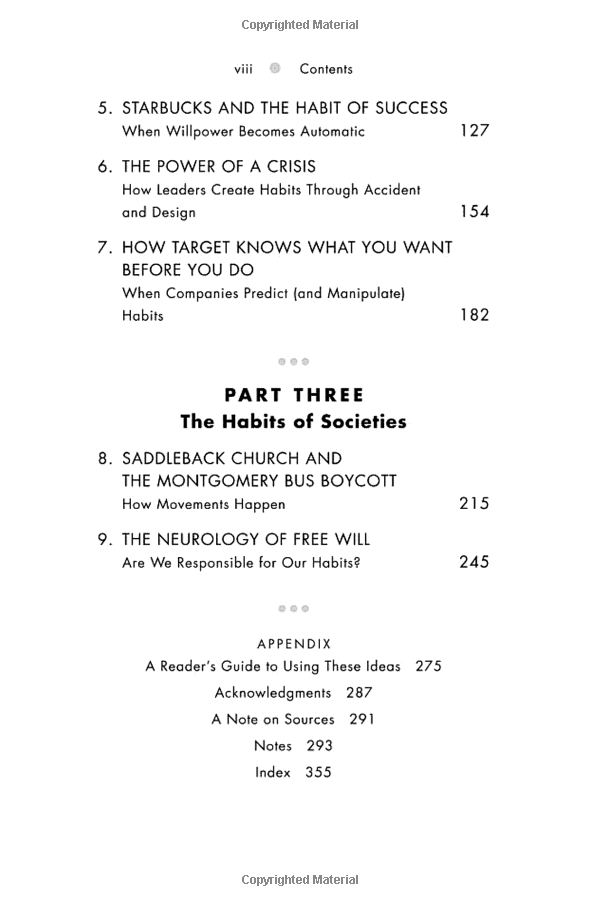 Copyrighted Material
viii Contents
5. STARBUCKS AND THE HABIT OF SUCCESS
When Willpower Becomes Automatic 127
6. THE POWER OF A CRISIS
How Leaders Create Habits Through Accident
and Design 154
7. HOW TARGET KNOWS WHAT YOU WANT
BEFORE YOU DO
When Companies Predict (and Manipulate)
Habits 182
PART THREE
The Habits of Societies
8. SADDLEBACK CHURCH AND
THE MONTGOMERY BUS BOYCOTT
How Movements Happen 215
9. THE NEUROLOGY OF FREE WILL
Are We Responsible for Our Habits? 245
APPENDIX
A Reader's Guide to Using These Ideas 275
Acknowledgments 287
A Note on Sources 291
Notes 293
Index 355
Copyrighted Material